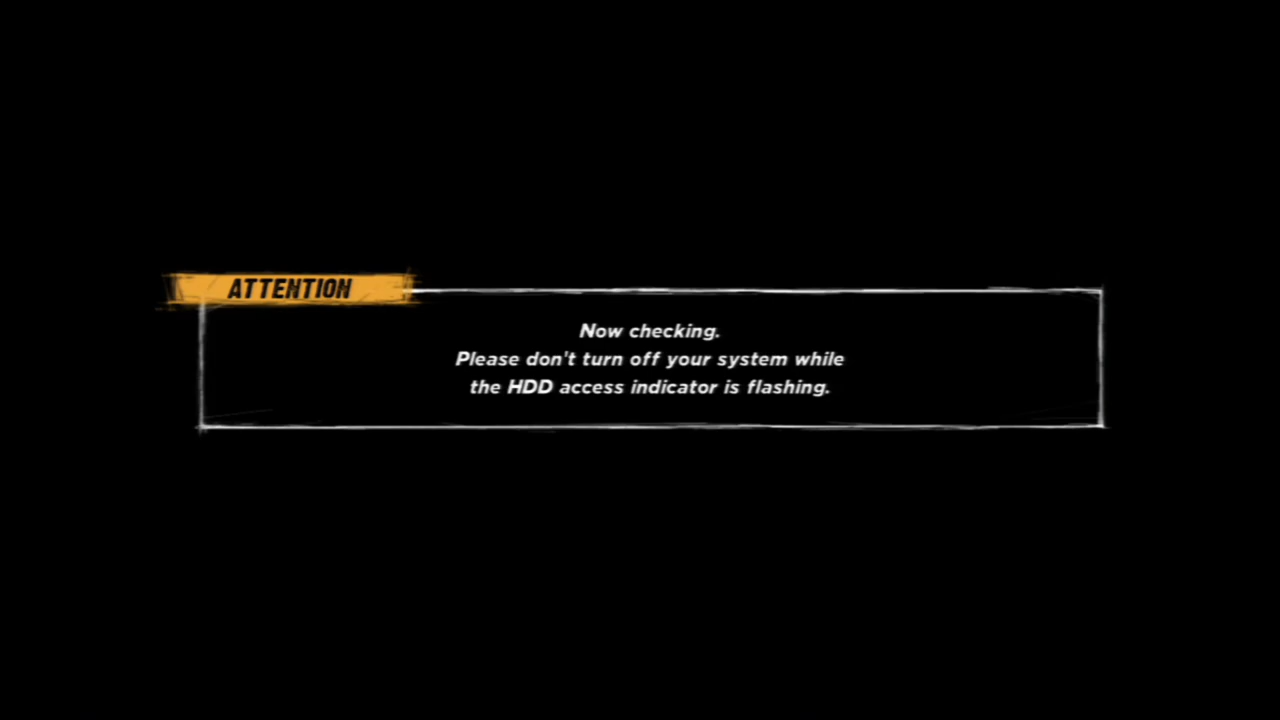 ATTENTION
Now checking.
Please don't turn off your system while
the HDD access indicator is flashing.